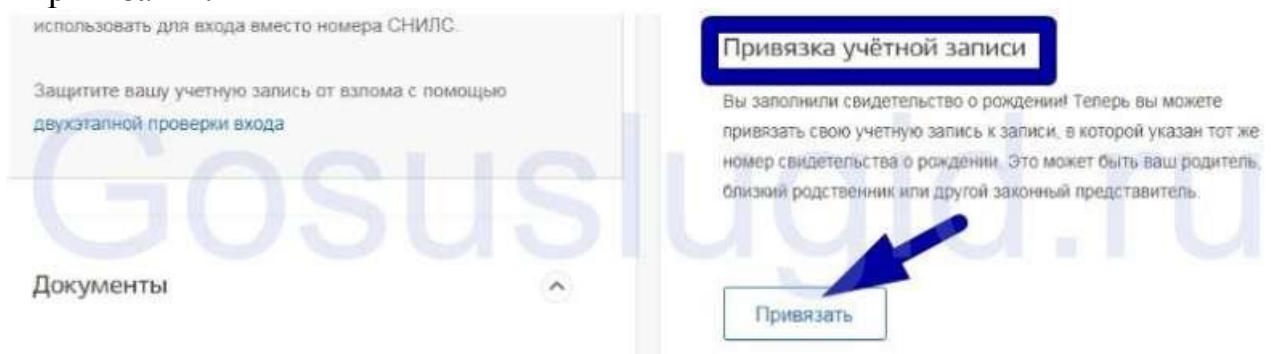 использовать для входа вместо номера СНИЛС.
Защитите вашу учетную запись от взлома с помощью
двухэтапной проверки входа
Документы
Привязка учётной записи
Вы заполнили свидетельство о рождении! Теперь вы можете
привязать свою учетную запись к записи, в которой указан тот же
номер свидетельства о рождении. Это может быть ваш родитель,
близкий родственник или другой законный представитель.
Привязать
Gosuslugid.ru